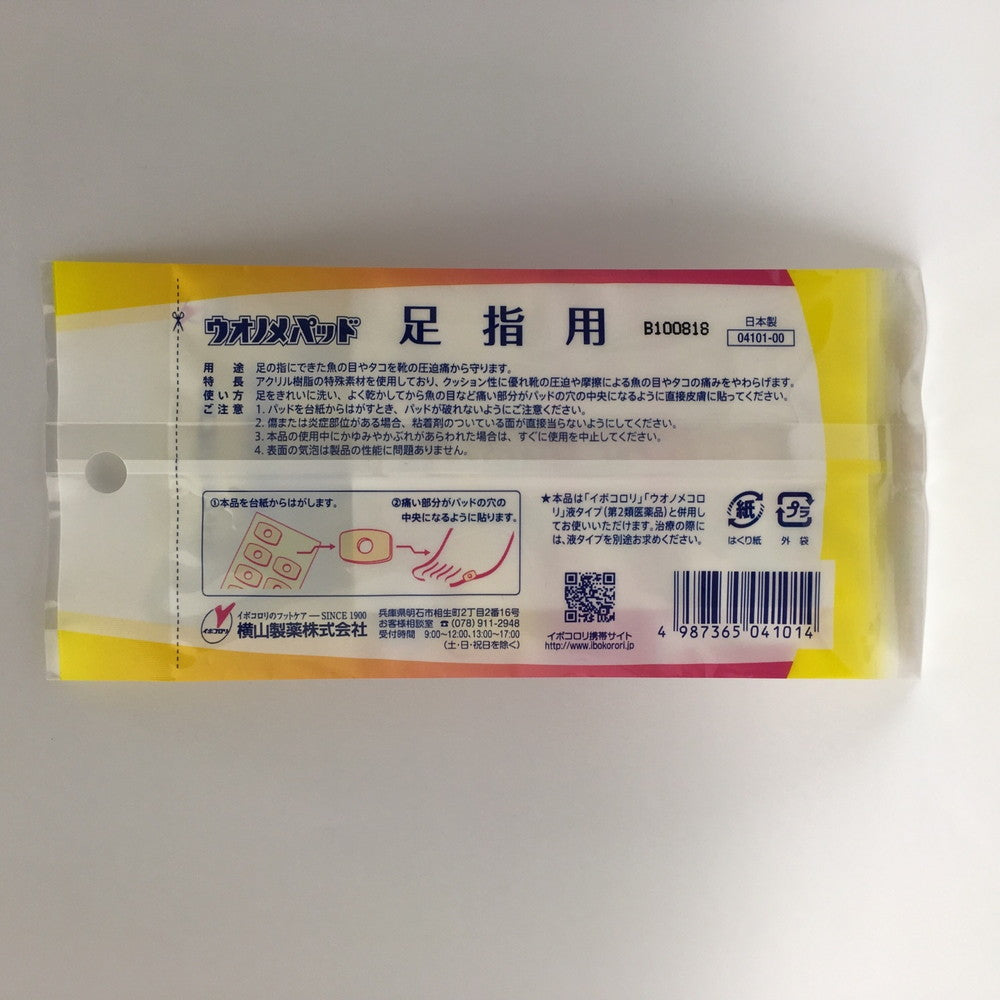 ウオノメパッド 足指用 B100818
日本製
04101-00
用途 足の指にできた魚の目やタコを靴の圧迫痛から守ります。
特長 アクリル樹脂の特殊素材を使用しており、クッション性に優れ靴の圧迫や摩擦による魚の目やタコの痛みをやわらげます。
使い方 足をきれいに洗い、よく乾かしてから魚の目など痛い部分がパッドの穴の中央になるように直接皮膚に貼ってください。
ご注意 1. パッドを台紙からはがすとき、パッドが破れないようにご注意ください。
2. 傷または炎症部位がある場合、粘着剤のついている面が直接当らないようにしてください。
3. 本品の使用中にかゆみやかぶれがあらわれた場合は、すぐに使用を中止してください。
4. 表面の気泡は製品の性能に問題ありません。
①本品を台紙からはがします。
②痛い部分がパッドの穴の
中央になるように貼ります。
★本品は「イボコロリ」「ウオノメコロ
リ」液タイプ(第2類医薬品)と併用し
てお使いいただけます。治療の際に
は、液タイプを別途お求めください。
紙
はくり紙
プラ
外袋
イボコロリ
イボコロリのフットケア — SINCE 1900
横山製薬株式会社
兵庫県明石市相生町2丁目2番16号
お客様相談室 ☎(078)911-2948
受付時間 9:00~12:00、13:00~17:00
(土・日・祝日を除く)
イボコロリ携帯サイト
http://www.ibokorori.jp
4 987365 041014